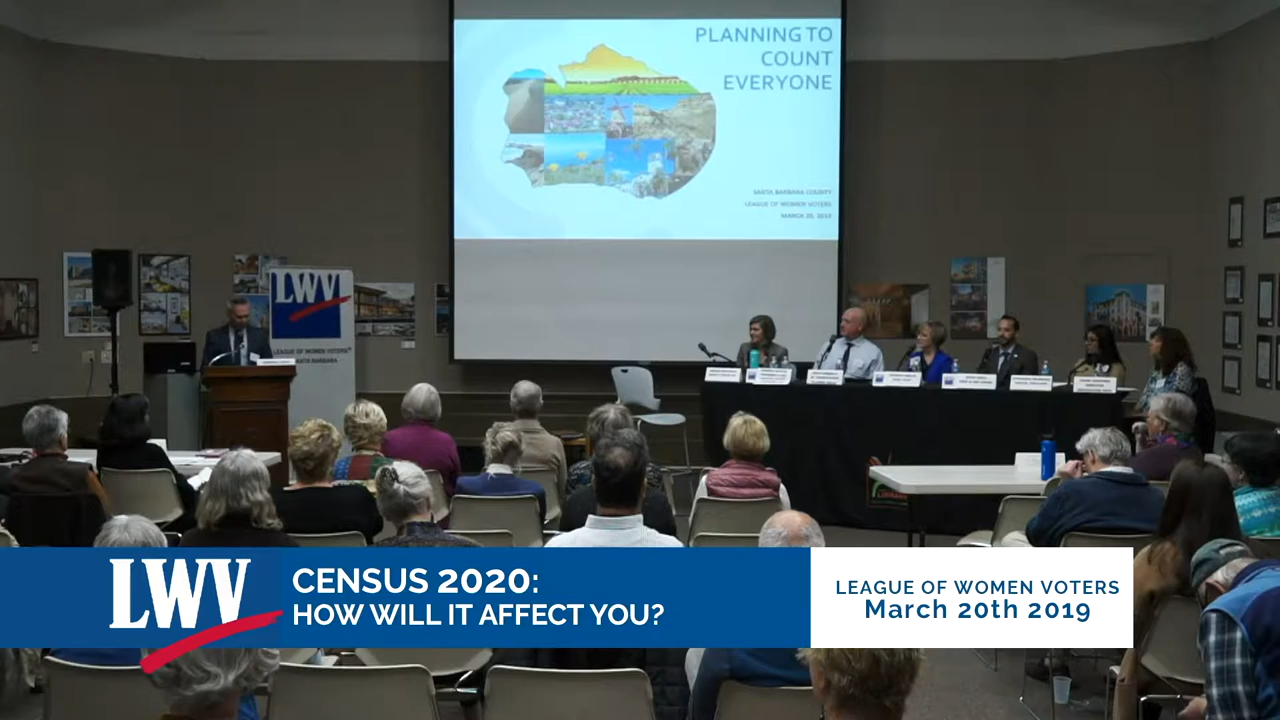 PLANNING TO
COUNT
EVERYONE
SANTA BARBARA COUNTY
LEAGUE OF WOMEN VOTERS
MARCH 20, 2019
LWV
LEAGUE OF WOMEN VOTERS
SANTA BARBARA
LWV
CENSUS 2020:
HOW WILL IT AFFECT YOU?
LEAGUE OF WOMEN VOTERS
March 20th 2019